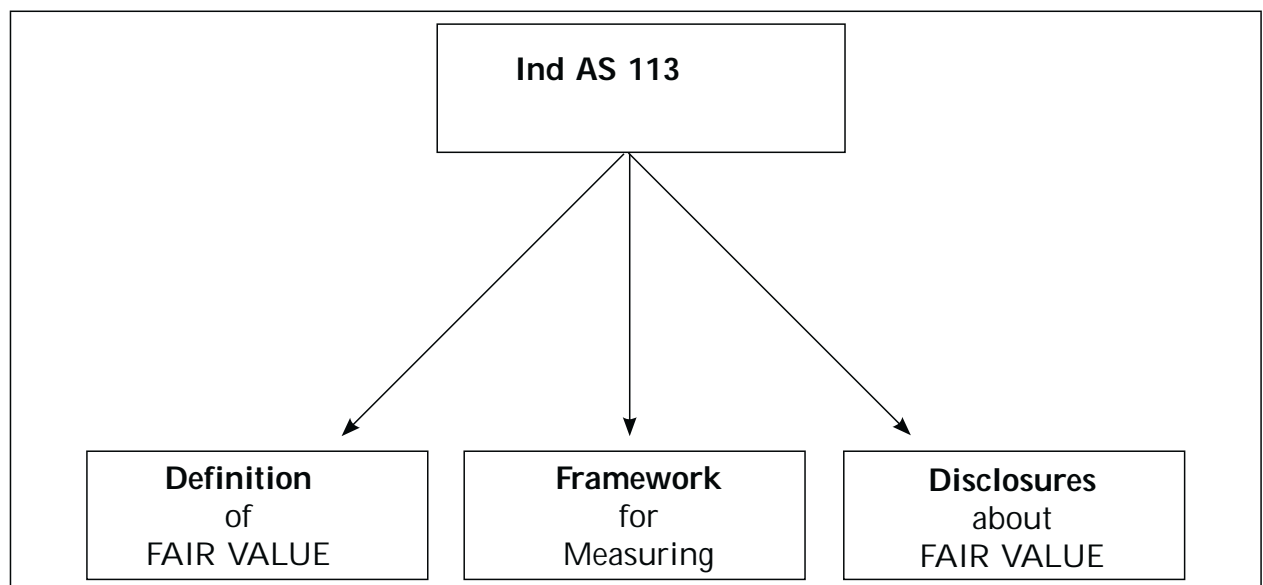 Ind AS 113
Definition
of
FAIR VALUE
Framework
for
Measuring
Disclosures
about
FAIR VALUE